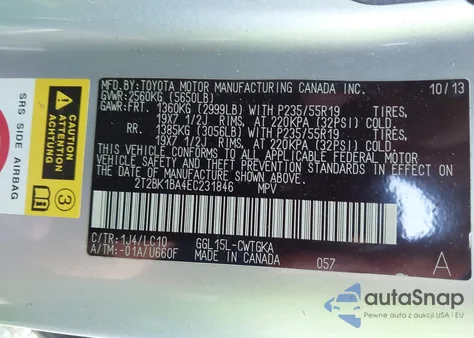 MFD.BY:TOYOTA MOTOR MANUFACTURING CANADA INC. 10/13
GVWR:2560KG (5650LB)
GAWR:FRT. 1360KG (2999LB) WITH P235/55R19 TIRES,
19X7 1/2J RIMS, AT 220KPA (32PSI) COLD.
RR. 1385KG (3056LB) WITH P235/55R19 TIRES,
19X7 1/2J RIMS, AT 220KPA (32PSI) COLD.
THIS VEHICLE CONFORMS TO ALL APPLICABLE FEDERAL MOTOR
VEHICLE SAFETY AND THEFT PREVENTION STANDARDS IN EFFECT
ON THE DATE OF MANUFACTURE SHOWN ABOVE.
2T2BK1BA4EC231846 MPV
C/TR:1J4/LC10 GGL15L-CWTGKA
A/TM:-01A/U660F MADE IN CANADA 057 A
SRS SIDE AIRBAG
CAUTION
ATTENTION
ACHTUNG
3
autoSnap
Pewne auta z aukcji USA i EU